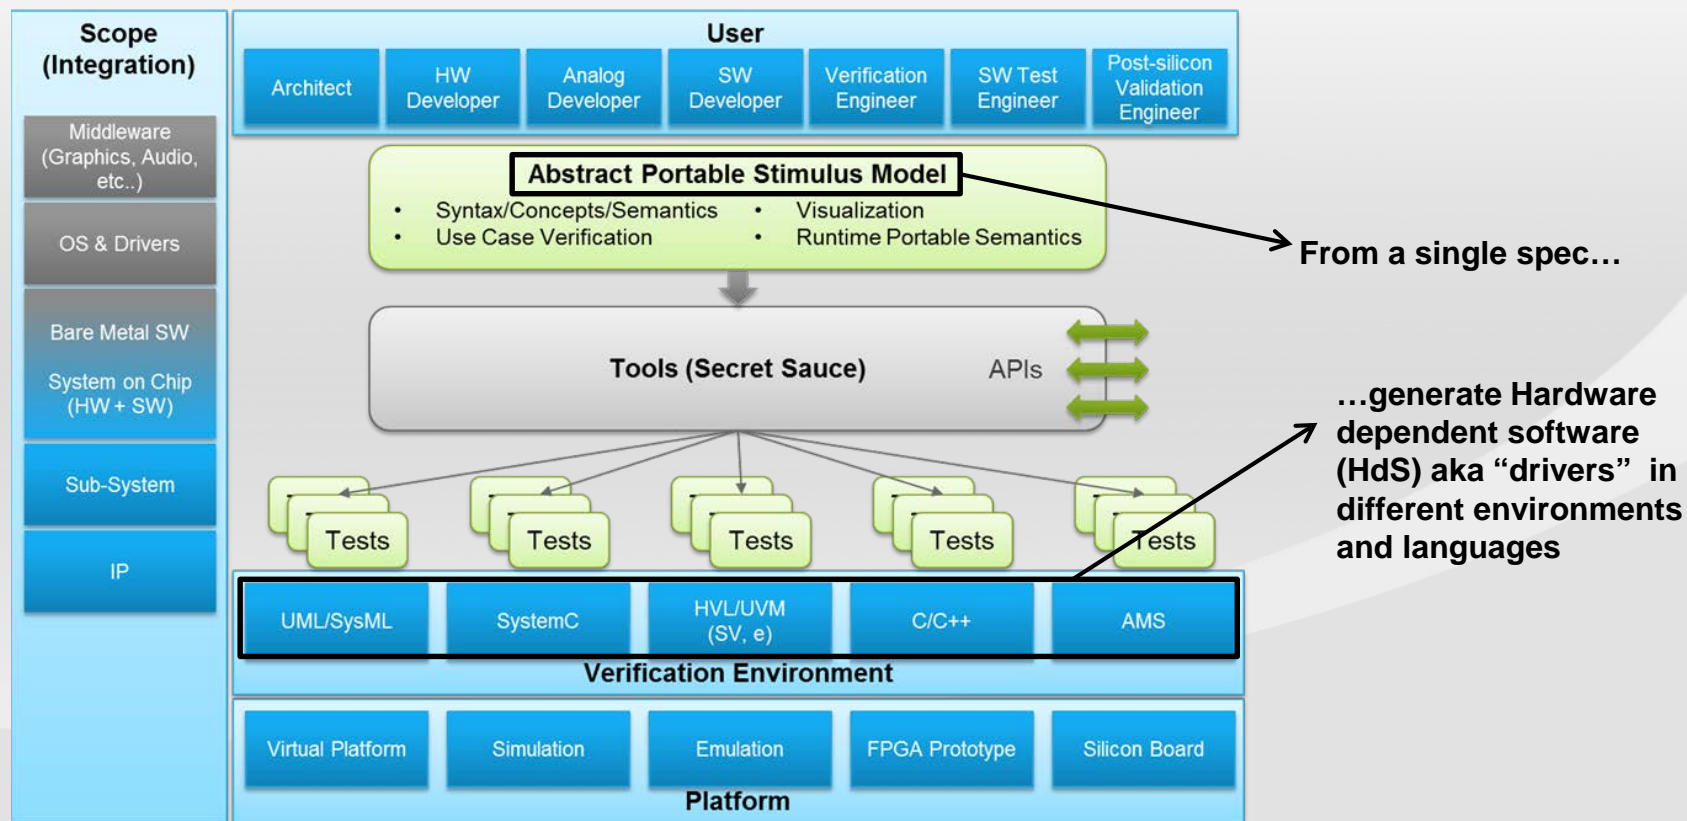 Scope
(Integration)
Middleware
(Graphics, Audio,
etc..)
OS & Drivers
Bare Metal SW
System on Chip
(HW + SW)
Sub-System
IP
User
Architect
HW
Developer
Analog
Developer
SW
Developer
Verification
Engineer
SW Test
Engineer
Post-silicon
Validation
Engineer
Abstract Portable Stimulus Model
• Syntax/Concepts/Semantics
• Use Case Verification
• Visualization
• Runtime Portable Semantics
From a single spec…
Tools (Secret Sauce)
APIs
…generate Hardware
dependent software
(HdS) aka “drivers” in
different environments
and languages
Tests
Tests
Tests
Tests
Tests
UML/SysML
SystemC
HVL/UVM
(SV, e)
C/C++
AMS
Verification Environment
Virtual Platform
Simulation
Emulation
FPGA Prototype
Silicon Board
Platform